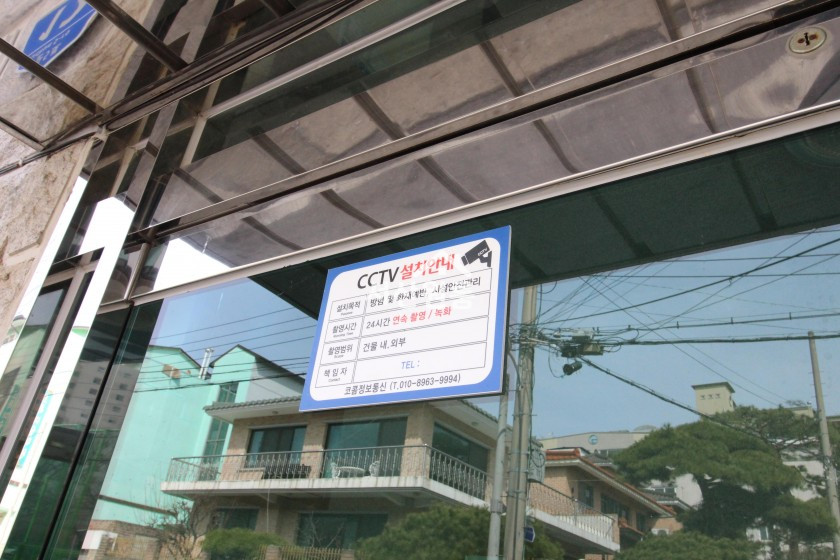 CCTV 설치안내
설치목적 방범 및 화재예방, 시설안전관리
촬영시간 24시간 연속 촬영 / 녹화
촬영범위 건물 내, 외부
책 임 자 TEL :
코콤정보통신 (T.010-8963-9994)